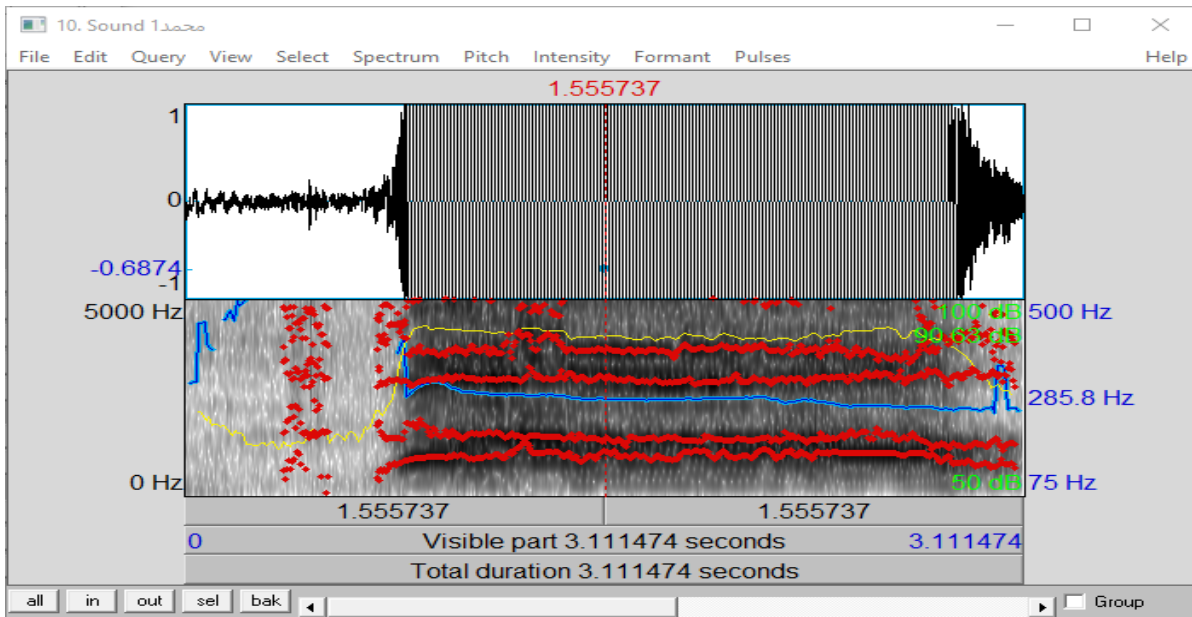 10. Sound 1محمد
File Edit Query View Select Spectrum Pitch Intensity Formant Pulses Help
1.555737
1
0
-0.6874
-1
5000 Hz
100 dB
500 Hz
90.63 dB
285.8 Hz
0 Hz
50 dB
75 Hz
1.555737 1.555737
0 Visible part 3.111474 seconds 3.111474
Total duration 3.111474 seconds
all in out sel bak Group